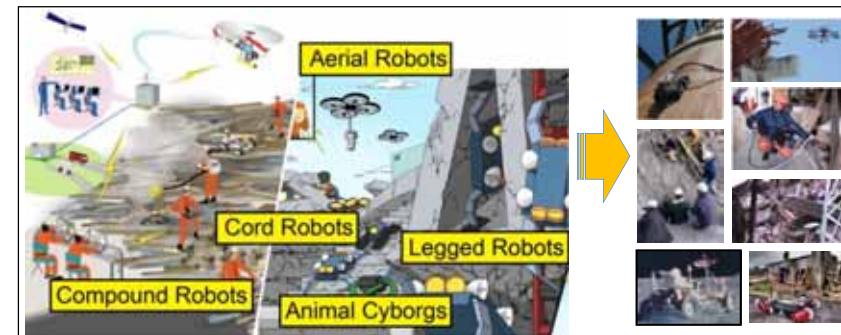 Aerial Robots
Cord Robots
Legged Robots
Compound Robots
Animal Cyborgs